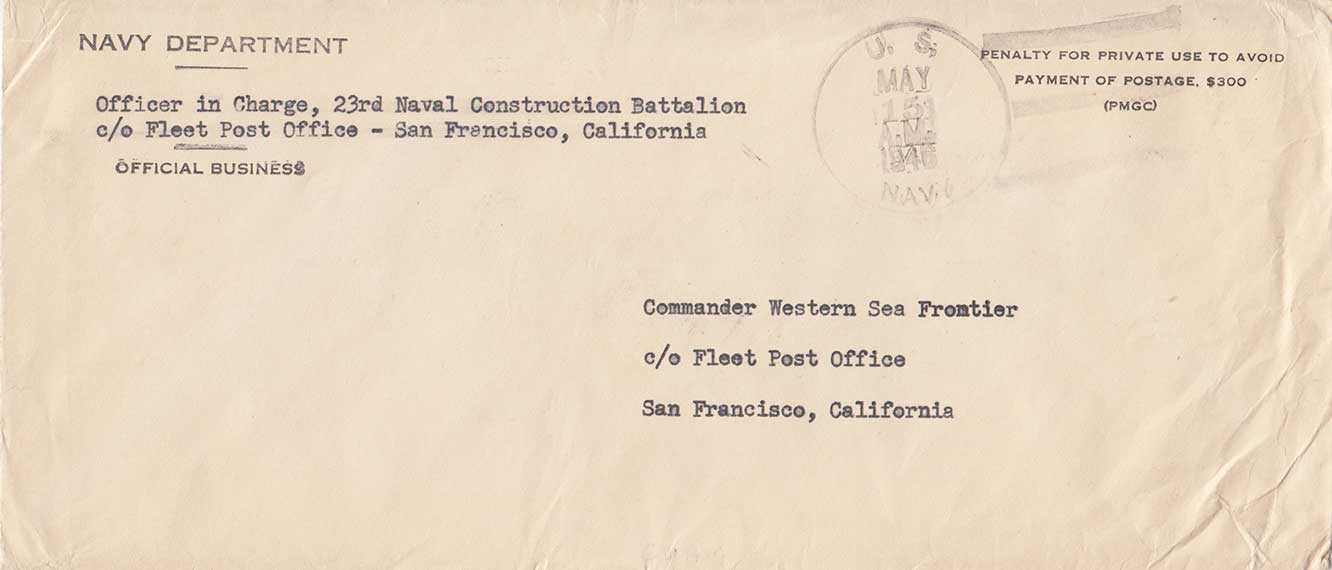 NAVY DEPARTMENT
Officer in Charge, 23rd Naval Construction Battalion
c/o Fleet Post Office - San Francisco, California
OFFICIAL BUSINESS
U. S.
MAY
A.M.
1946
PENALTY FOR PRIVATE USE TO AVOID
PAYMENT OF POSTAGE, $300
(PMGC)
Commander Western Sea Frontier
c/o Fleet Post Office
San Francisco, California